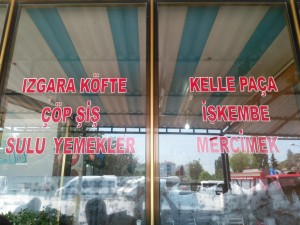 IZGARA KÖFTE
ÇÖP ŞİŞ
SULU YEMEKLER
KELLE PAÇA
İŞKEMBE
MERCİMEK